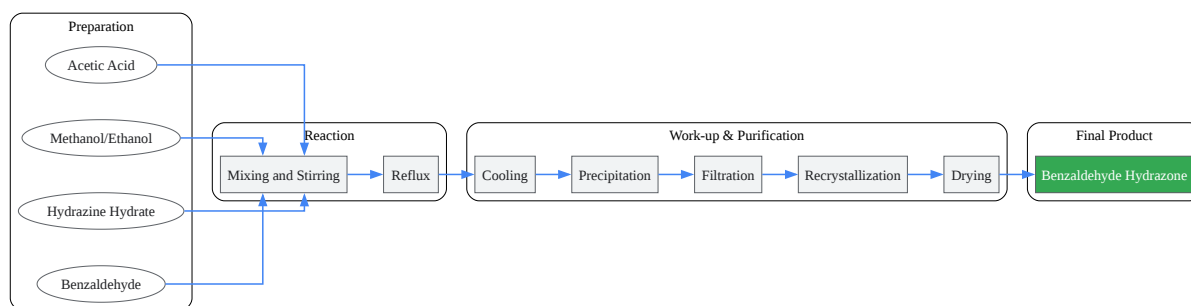 Preparation
Acetic Acid
Methanol/Ethanol
Hydrazine Hydrate
Benzaldehyde
Reaction
Mixing and Stirring
Reflux
Work-up & Purification
Cooling
Precipitation
Filtration
Recrystallization
Drying
Final Product
Benzaldehyde Hydrazone